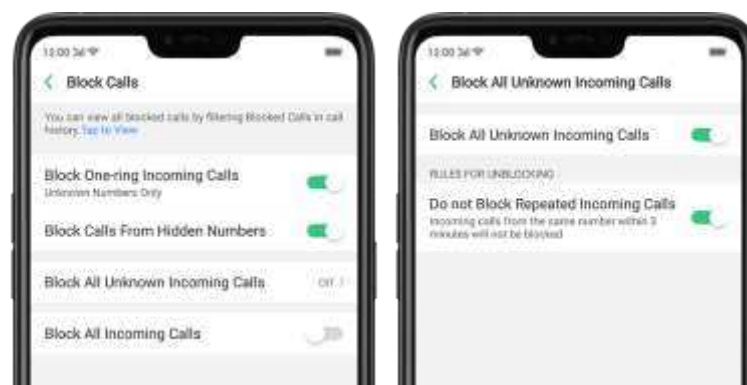 Block Calls
You can view all blocked calls by filtering Blocked Calls in call
history. Tap to View
Block One-ring Incoming Calls
Unknown Numbers Only
Block Calls From Hidden Numbers
Block All Unknown Incoming Calls
Off
Block All Incoming Calls
Block All Unknown Incoming Calls
Block All Unknown Incoming Calls
RULES FOR UNBLOCKING
Do not Block Repeated Incoming Calls
Incoming calls from the same number within 3
minutes will not be blocked